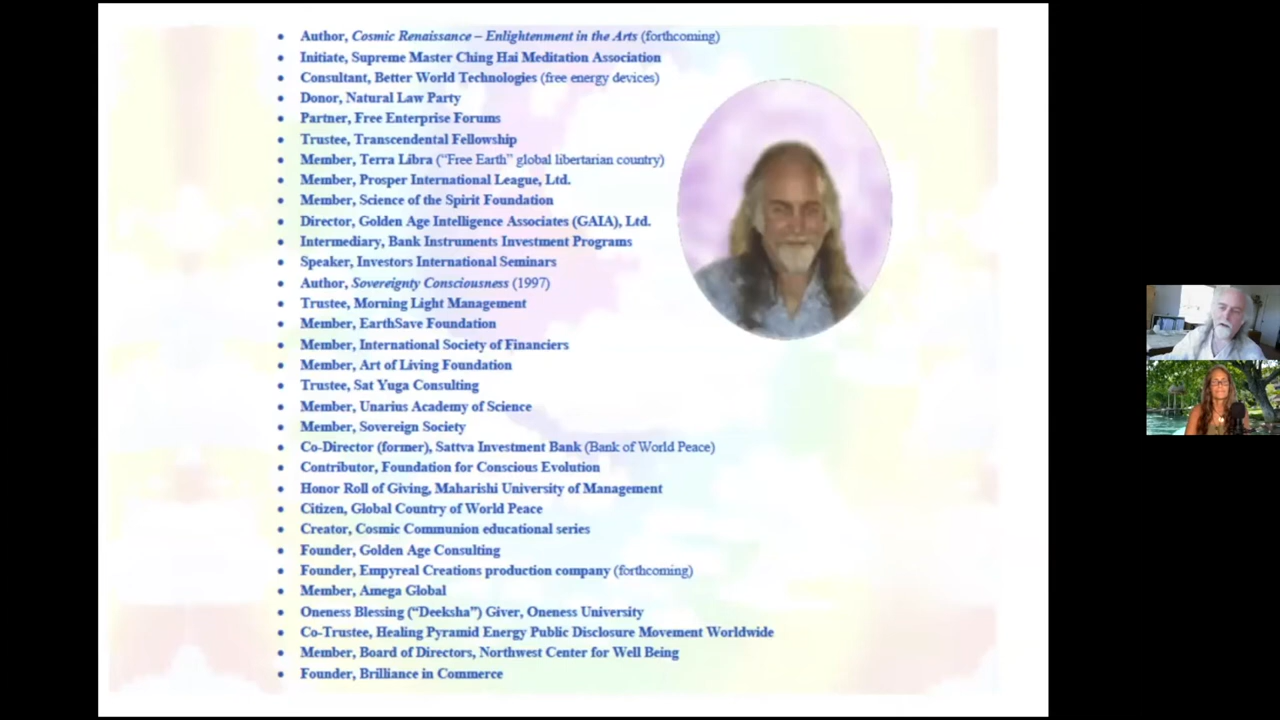 • Author, Cosmic Renaissance – Enlightenment in the Arts (forthcoming)
• Initiate, Supreme Master Ching Hai Meditation Association
• Consultant, Better World Technologies (free energy devices)
• Donor, Natural Law Party
• Partner, Free Enterprise Forums
• Trustee, Transcendental Fellowship
• Member, Terra Libra (“Free Earth” global libertarian country)
• Member, Prosper International League, Ltd.
• Member, Science of the Spirit Foundation
• Director, Golden Age Intelligence Associates (GAIA), Ltd.
• Intermediary, Bank Instruments Investment Programs
• Speaker, Investors International Seminars
• Author, Sovereignty Consciousness (1997)
• Trustee, Morning Light Management
• Member, EarthSave Foundation
• Member, International Society of Financiers
• Member, Art of Living Foundation
• Trustee, Sat Yuga Consulting
• Member, Unarius Academy of Science
• Member, Sovereign Society
• Co-Director (former), Sattva Investment Bank (Bank of World Peace)
• Contributor, Foundation for Conscious Evolution
• Honor Roll of Giving, Maharishi University of Management
• Citizen, Global Country of World Peace
• Creator, Cosmic Communion educational series
• Founder, Golden Age Consulting
• Founder, Empyreal Creations production company (forthcoming)
• Member, Amega Global
• Oneness Blessing (“Deeksha”) Giver, Oneness University
• Co-Trustee, Healing Pyramid Energy Public Disclosure Movement Worldwide
• Member, Board of Directors, Northwest Center for Well Being
• Founder, Brilliance in Commerce